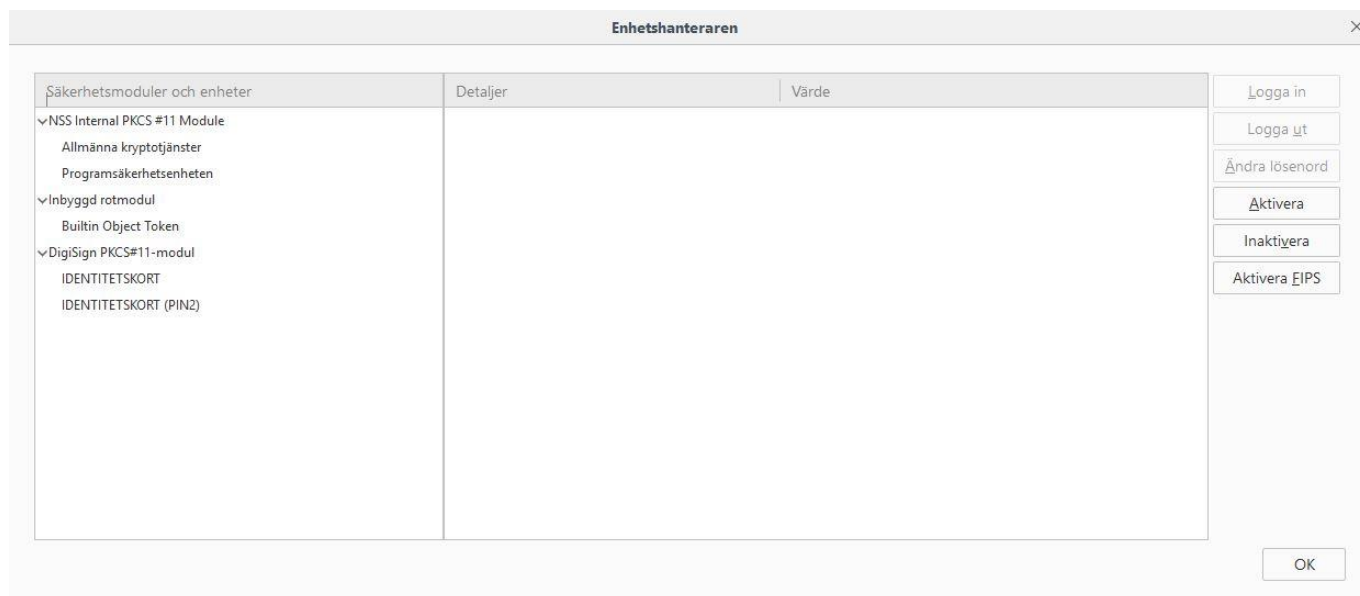 Enhetshanteraren
Säkerhetsmoduler och enheter Detaljer Värde
NSS Internal PKCS #11 Module
Allmänna kryptotjänster
Programsäkerhetsenheten
Inbyggd rotmodul
Builtin Object Token
DigiSign PKCS#11-modul
IDENTITETSKORT
IDENTITETSKORT (PIN2)
Logga in
Logga ut
Ändra lösenord
Aktivera
Inaktivera
Aktivera FIPS
OK